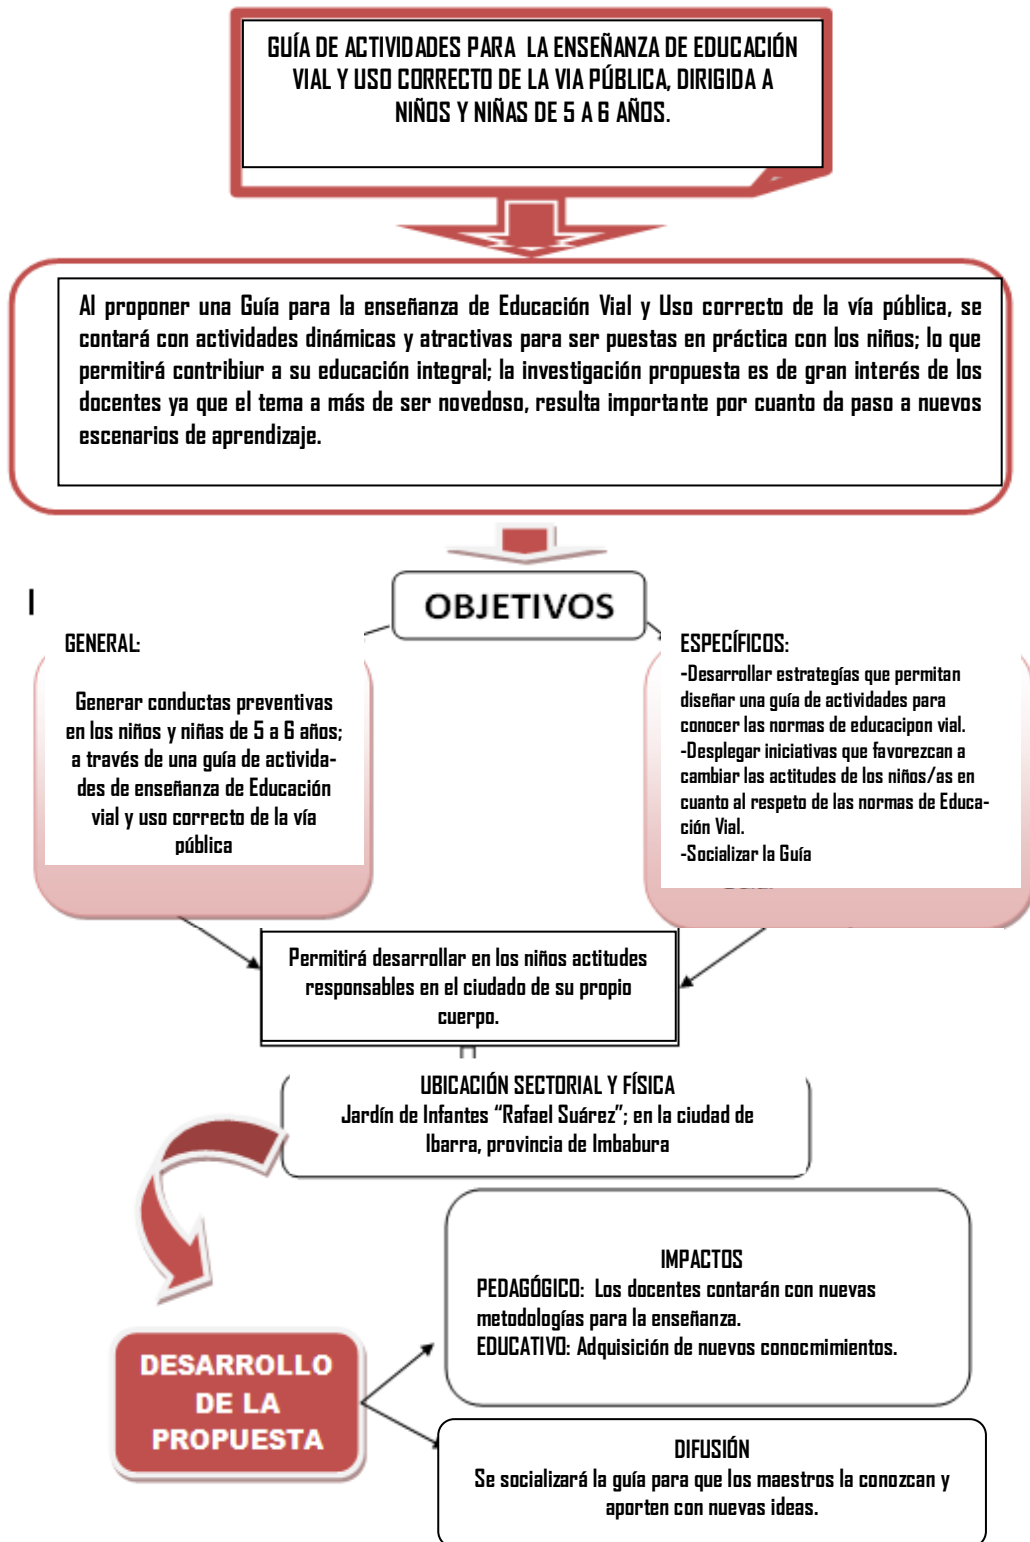 GUÍA DE ACTIVIDADES PARA LA ENSEÑANZA DE EDUCACIÓN
VIAL Y USO CORRECTO DE LA VIA PÚBLICA, DIRIGIDA A
NIÑOS Y NIÑAS DE 5 A 6 AÑOS.
Al proponer una Guía para la enseñanza de Educación Vial y Uso correcto de la vía pública, se
contará con actividades dinámicas y atractivas para ser puestas en práctica con los niños; lo que
permitirá contribiur a su educación integral; la investigación propuesta es de gran interés de los
docentes ya que el tema a más de ser novedoso, resulta importante por cuanto da paso a nuevos
escenarios de aprendizaje.
OBJETIVOS
GENERAL:
Generar conductas preventivas
en los niños y niñas de 5 a 6 años;
a través de una guía de activida-
des de enseñanza de Educación
vial y uso correcto de la vía
pública
ESPECÍFICOS:
-Desarrollar estrategías que permitan
diseñar una guía de actividades para
conocer las normas de educacipon vial.
-Desplegar iniciativas que favorezcan a
cambiar las actitudes de los niños/as en
cuanto al respeto de las normas de Educa-
ción Vial.
-Socializar la Guía
Permitirá desarrollar en los niños actitudes
responsables en el ciudado de su propio
cuerpo.
UBICACIÓN SECTORIAL Y FÍSICA
Jardín de Infantes “Rafael Suárez”; en la ciudad de
Ibarra, provincia de Imbabura
IMPACTOS
PEDAGÓGICO: Los docentes contarán con nuevas
metodologías para la enseñanza.
EDUCATIVO: Adquisición de nuevos conocmimientos.
DESARROLLO
DE LA
PROPUESTA
DIFUSIÓN
Se socializará la guía para que los maestros la conozcan y
aporten con nuevas ideas.